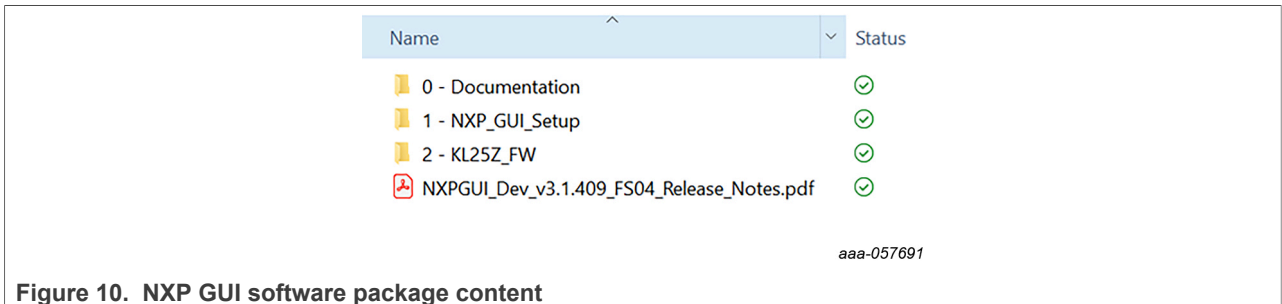 Name Status
0 - Documentation
1 - NXP_GUI_Setup
2 - KL25Z_FW
NXPGUI_Dev_v3.1.409_FS04_Release_Notes.pdf
aaa-057691
Figure 10. NXP GUI software package content